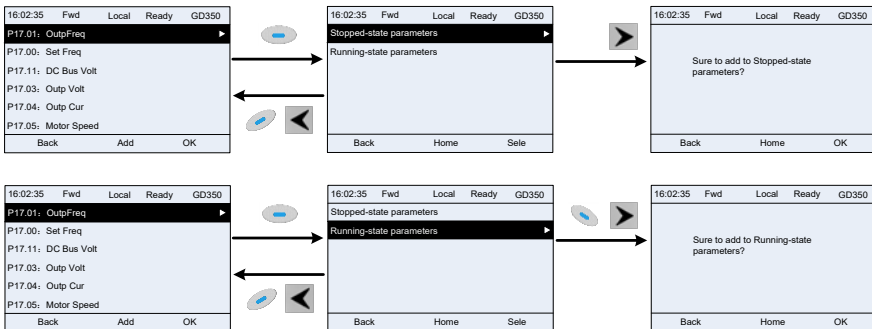 16:02:35 Fwd Local Ready GD350
P17.01: OutpFreq
P17.00: Set Freq
P17.11: DC Bus Volt
P17.03: Outp Volt
P17.04: Outp Cur
P17.05: Motor Speed
Back Add OK
16:02:35 Fwd Local Ready GD350
Stopped-state parameters
Running-state parameters
Back Home Sele
16:02:35 Fwd Local Ready GD350
Sure to add to Stopped-state
parameters?
Back Home OK
16:02:35 Fwd Local Ready GD350
P17.01: OutpFreq
P17.00: Set Freq
P17.11: DC Bus Volt
P17.03: Outp Volt
P17.04: Outp Cur
P17.05: Motor Speed
Back Add OK
16:02:35 Fwd Local Ready GD350
Stopped-state parameters
Running-state parameters
Back Home Sele
16:02:35 Fwd Local Ready GD350
Sure to add to Running-state
parameters?
Back Home OK